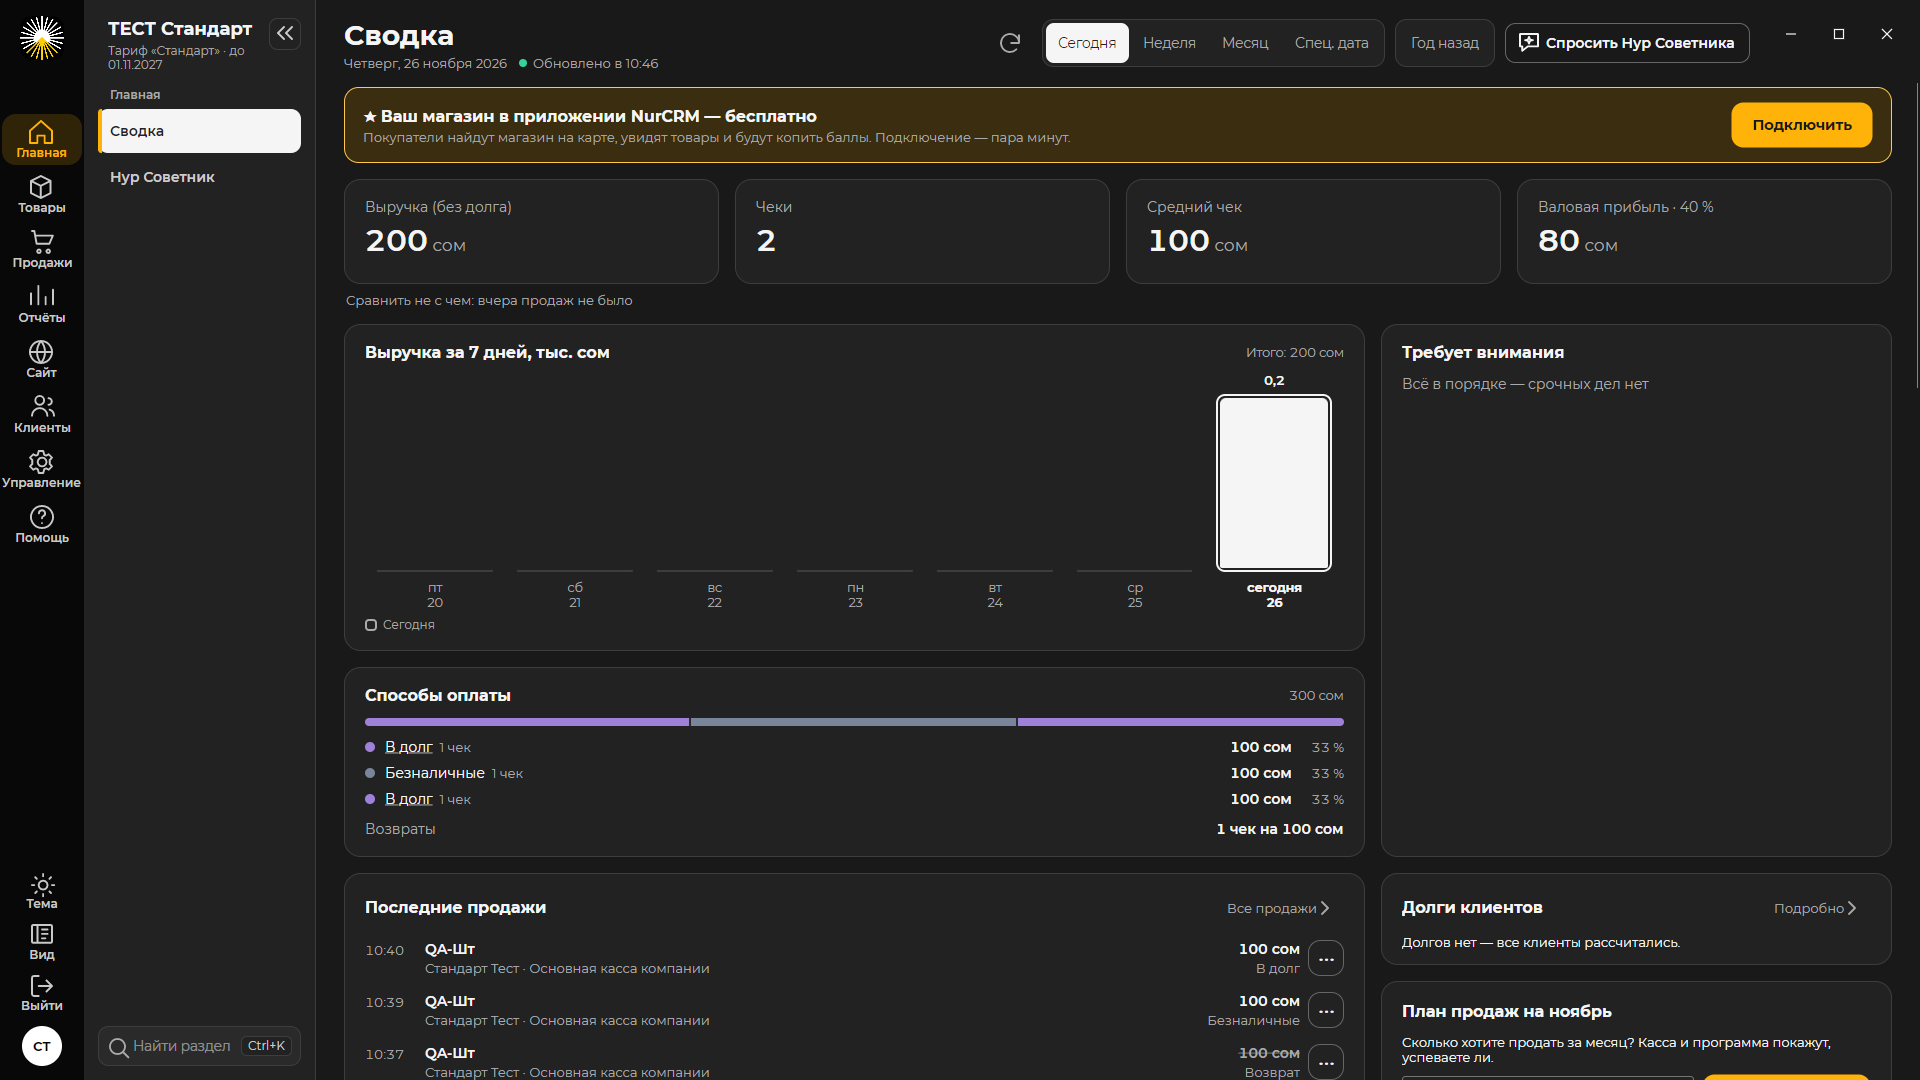 ТЕСТ Стандарт
Тариф «Стандарт» · до
01.11.2027
Главная
Сводка
Нур Советник
Главная
Товары
Продажи
Отчёты
Сайт
Клиенты
Управление
Помощь
Тема
Вид
Выйти
СТ
Найти раздел Ctrl+K
Сводка
Четверг, 26 ноября 2026 Обновлено в 10:46
Сегодня Неделя Месяц Спец. дата Год назад Спросить Нур Советника
Ваш магазин в приложении NurCRM — бесплатно
Покупатели найдут магазин на карте, увидят товары и будут копить баллы. Подключение — пара минут.
Подключить
Выручка (без долга)
200 сом
Чеки
2
Средний чек
100 сом
Валовая прибыль · 40 %
80 сом
Сравнить не с чем: вчера продаж не было
Выручка за 7 дней, тыс. сом
Итого: 200 сом
0,2
пт сб вс пн вт ср сегодня
20 21 22 23 24 25 26
Сегодня
Требует внимания
Всё в порядке — срочных дел нет
Способы оплаты 300 сом
В долг 1 чек 100 сом 33 %
Безналичные 1 чек 100 сом 33 %
В долг 1 чек 100 сом 33 %
Возвраты 1 чек на 100 сом
Последние продажи Все продажи
10:40 QA-Шт 100 сом
Стандарт Тест · Основная касса компании В долг
10:39 QA-Шт 100 сом
Стандарт Тест · Основная касса компании Безналичные
10:37 QA-Шт 100 сом
Стандарт Тест · Основная касса компании Возврат
Долги клиентов Подробно
Долгов нет — все клиенты рассчитались.
План продаж на ноябрь
Сколько хотите продать за месяц? Касса и программа покажут,
успеваете ли.